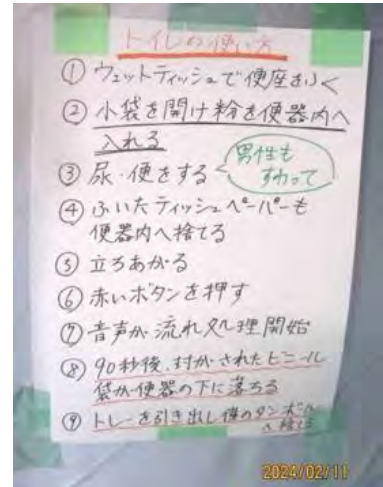 トイレの使い方
① ウェットティッシュで便座をふく
② 小袋を開け粉を便器内へ
入れる
③ 尿・便をする
男性も
すわって
④ ふいたティッシュペーパーも
便器内へ捨てる
⑤ 立ちあがる
⑥ 赤いボタンを押す
⑦ 音声が流れ処理開始
⑧ 90秒後、封がされたビニール
袋が便器の下に落ちる
⑨ トレーを引き出し横のダンボール
へ捨てる
2024/02/11